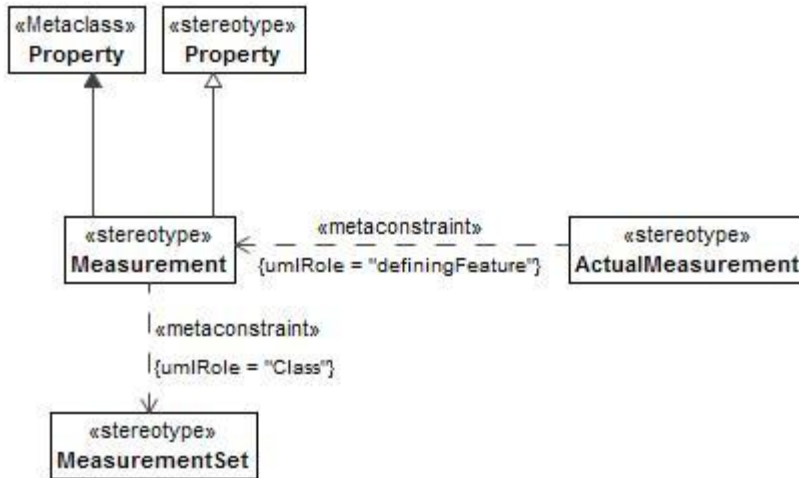 «Metaclass»
Property
«stereotype»
Property
«metaconstraint»
«stereotype»
Measurement
{umlRole = "definingFeature"}
«stereotype»
ActualMeasurement
«metaconstraint»
{umlRole = "Class"}
«stereotype»
MeasurementSet